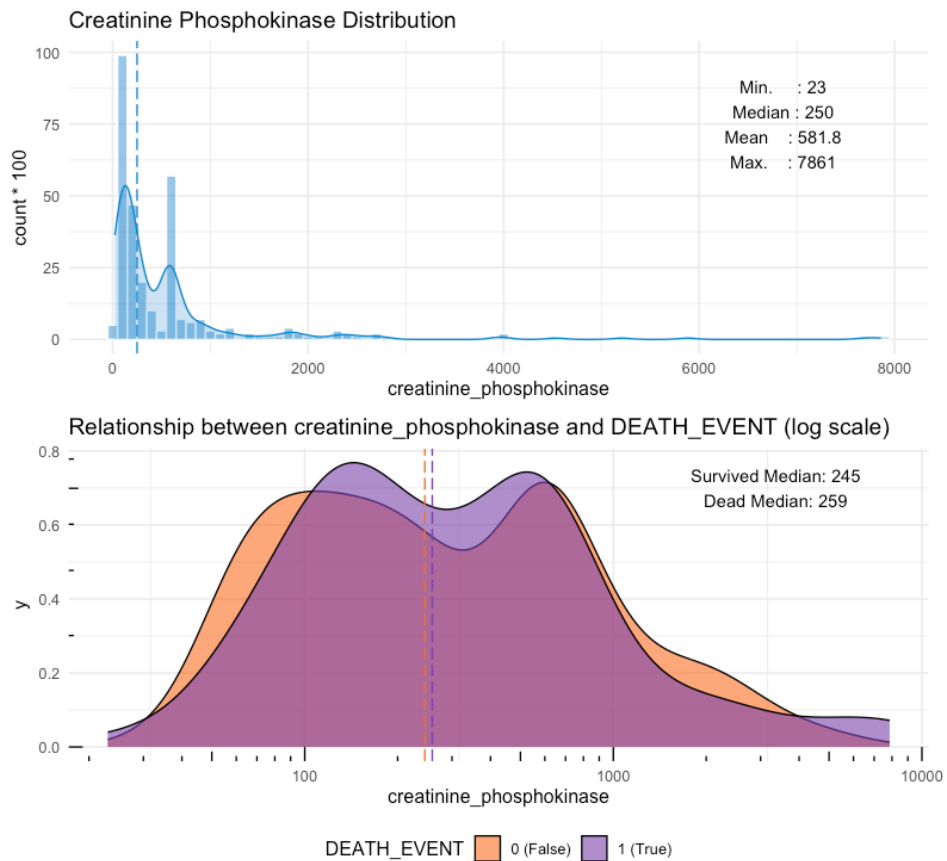 Creatinine Phosphokinase Distribution
100
75
50
25
0
count * 100
Min. : 23
Median : 250
Mean : 581.8
Max. : 7861
0 2000 4000 6000 8000
creatinine_phosphokinase
Relationship between creatinine_phosphokinase and DEATH_EVENT (log scale)
0.8
0.6
0.4
0.2
0.0
y
Survived Median: 245
Dead Median: 259
100 1000 10000
creatinine_phosphokinase
DEATH_EVENT 0 (False) 1 (True)